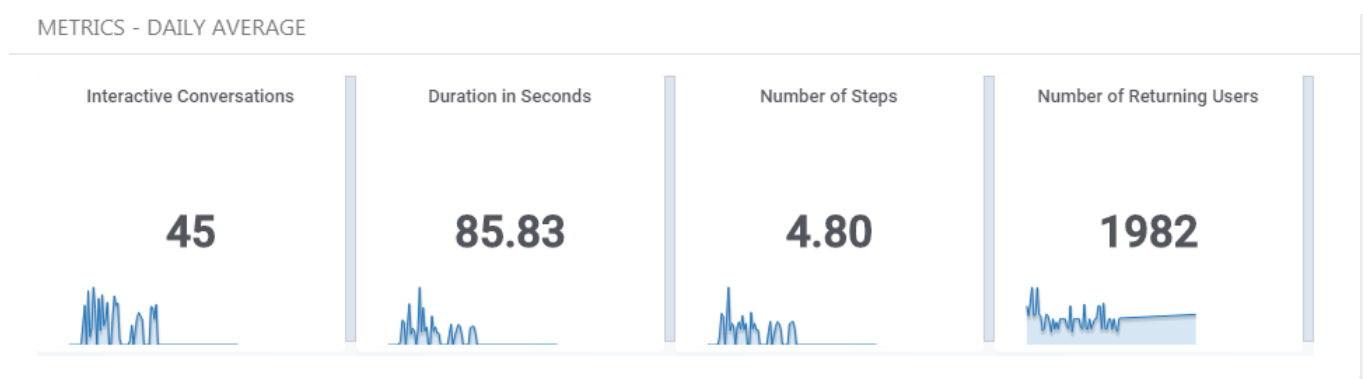 METRICS - DAILY AVERAGE
Interactive Conversations
Duration in Seconds
Number of Steps
Number of Returning Users
45
85.83
4.80
1982